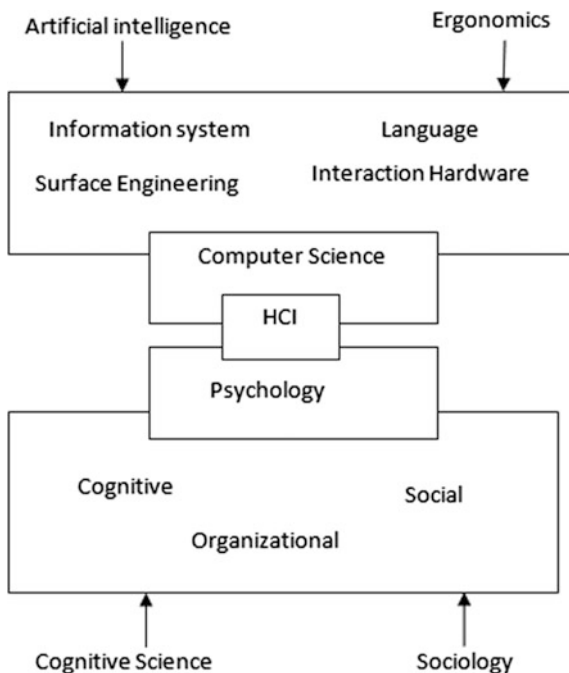 Artificial intelligence
Ergonomics
Information system
Language
Surface Engineering
Interaction Hardware
Computer Science
HCI
Psychology
Cognitive
Social
Organizational
Cognitive Science
Sociology